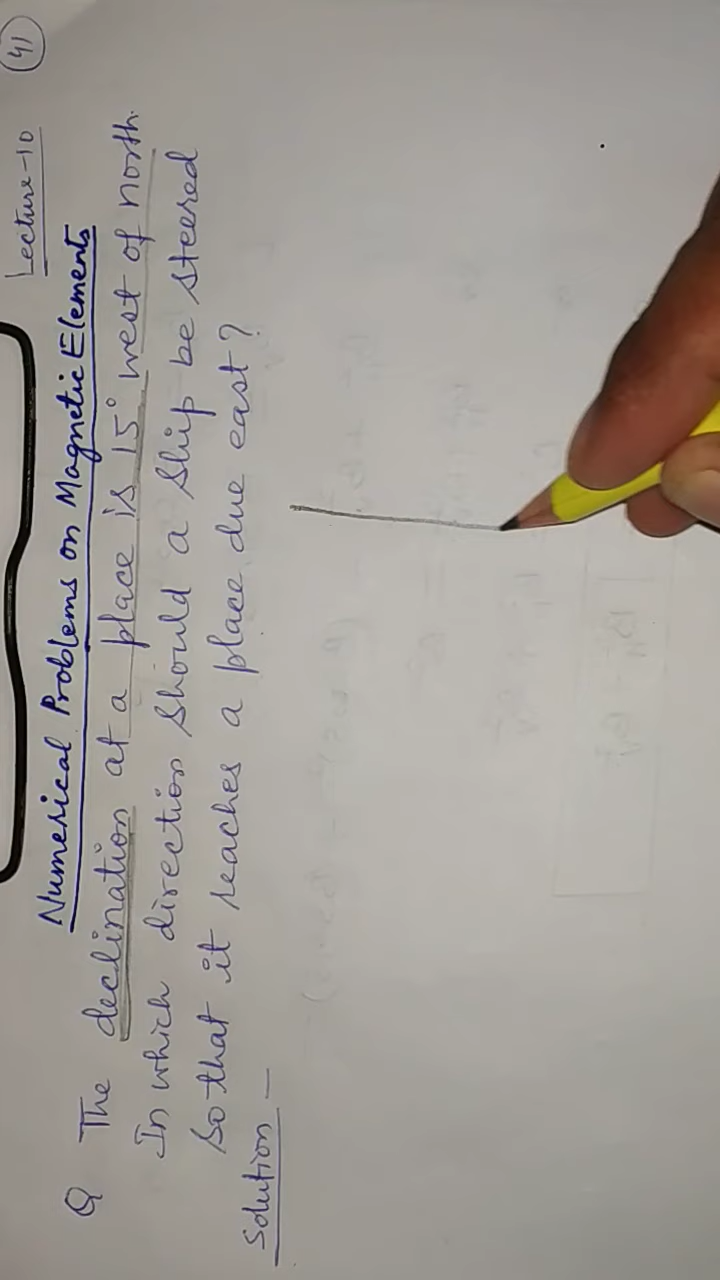 Lecture-10
41
Numerical Problems on Magnetic Elements
Q The declination at a place is 15° west of north.
In which direction should a ship be steered
so that it reaches a place due east?
Solution -